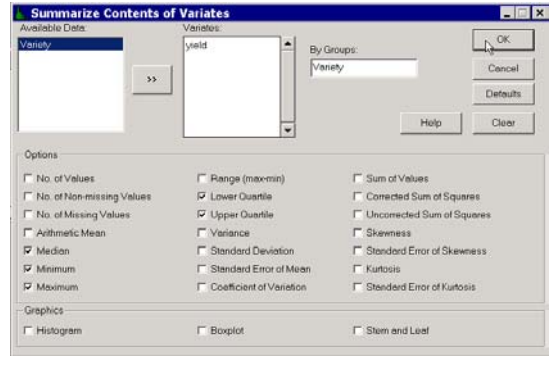 Summarize Contents of Variates
Available Data:
Variates:
Variety
yield
>>
By Groups:
Variety
OK
Cancel
Defaults
Help
Clear
Options
No. of Values
Range (max-min)
Sum of Values
No. of Non-missing Values
Lower Quartile
Corrected Sum of Squares
No. of Missing Values
Upper Quartile
Uncorrected Sum of Squares
Arithmetic Mean
Variance
Skewness
Median
Standard Deviation
Standard Error of Skewness
Minimum
Standard Error of Mean
Kurtosis
Maximum
Coefficient of Variation
Standard Error of Kurtosis
Graphics
Histogram
Boxplot
Stem and Leaf